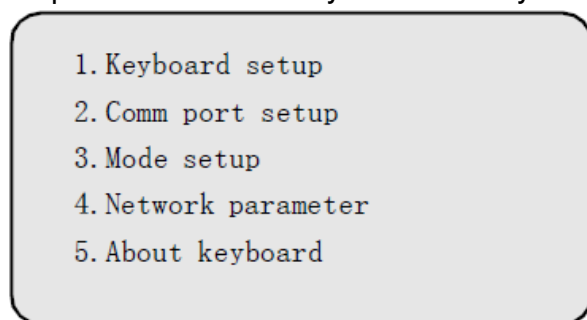 1. Keyboard setup
2. Comm port setup
3. Mode setup
4. Network parameter
5. About keyboard